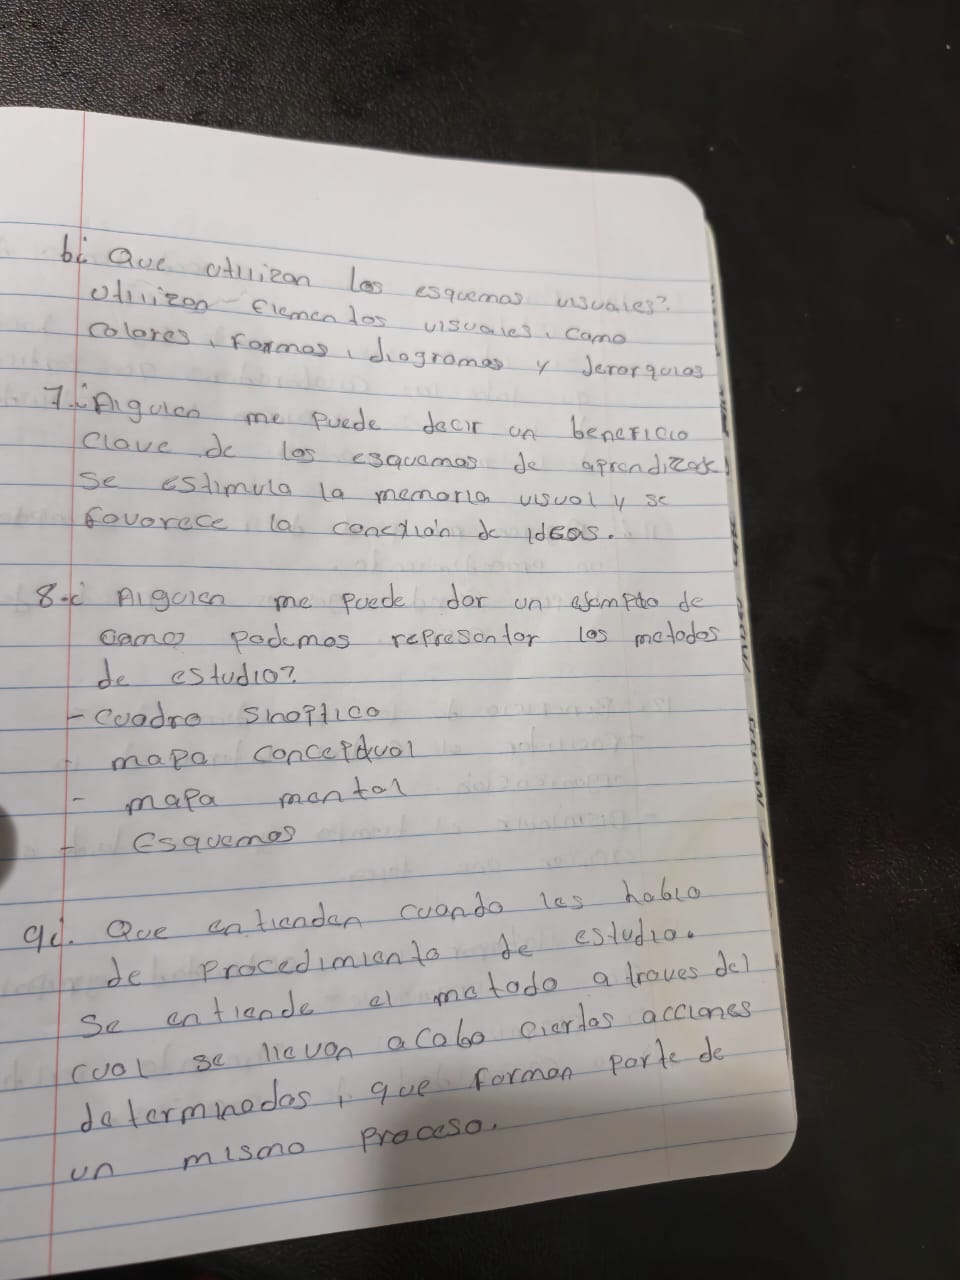 6¿ Que utilizan los esquemas visuales?
utilizan Elementos visuales, como
colores, formas, diagramas y Jerarquias
7.¿Alguien me puede decir un beneficio
clave de los esquemas de aprendizaje
Se estimula la memoria visual y se
favorece la conexión de ideas.
8-¿ Alguien me puede dar un ejemplo de
como podemos representar los metodos
de estudio?
- cuadro sinoptico
- mapa conceptual
- mapa mental
- Esquemas
9¿. Que entienden cuando les hablo
de procedimiento de estudio.
Se entiende el metodo a traves del
cual se llevan acabo ciertas acciones
determinadas, que forman parte de
un mismo proceso.